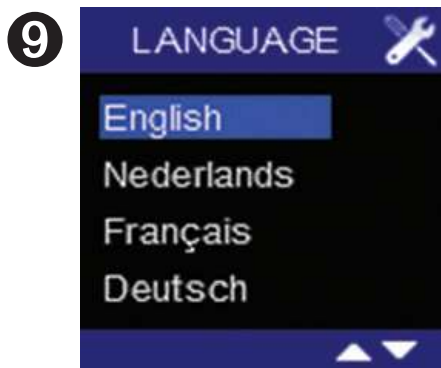 9
LANGUAGE
English
Nederlands
Français
Deutsch